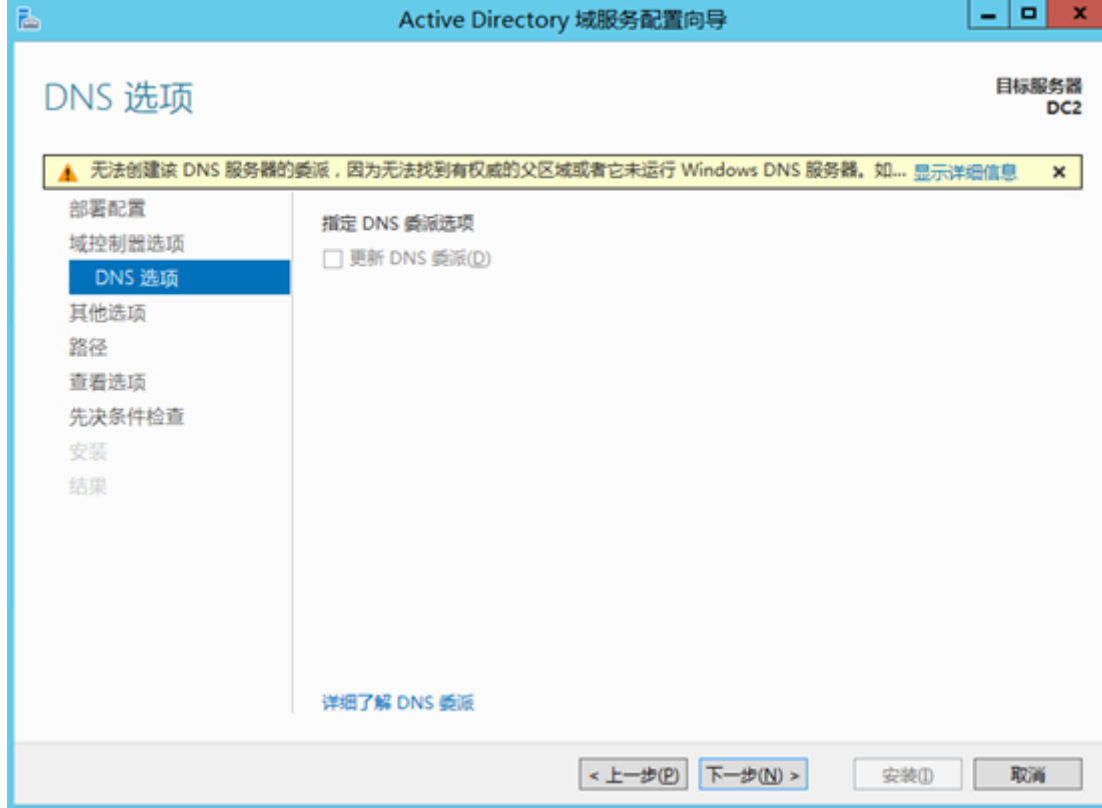 Active Directory 域服务配置向导
DNS 选项
目标服务器
DC2
无法创建该 DNS 服务器的委派，因为无法找到有权威的父区域或者它未运行 Windows DNS 服务器。如... 显示详细信息
部署配置
域控制器选项
DNS 选项
其他选项
路径
查看选项
先决条件检查
安装
结果
指定 DNS 委派选项
更新 DNS 委派(D)
详细了解 DNS 委派
< 上一步(P)
下一步(N) >
安装(I)
取消